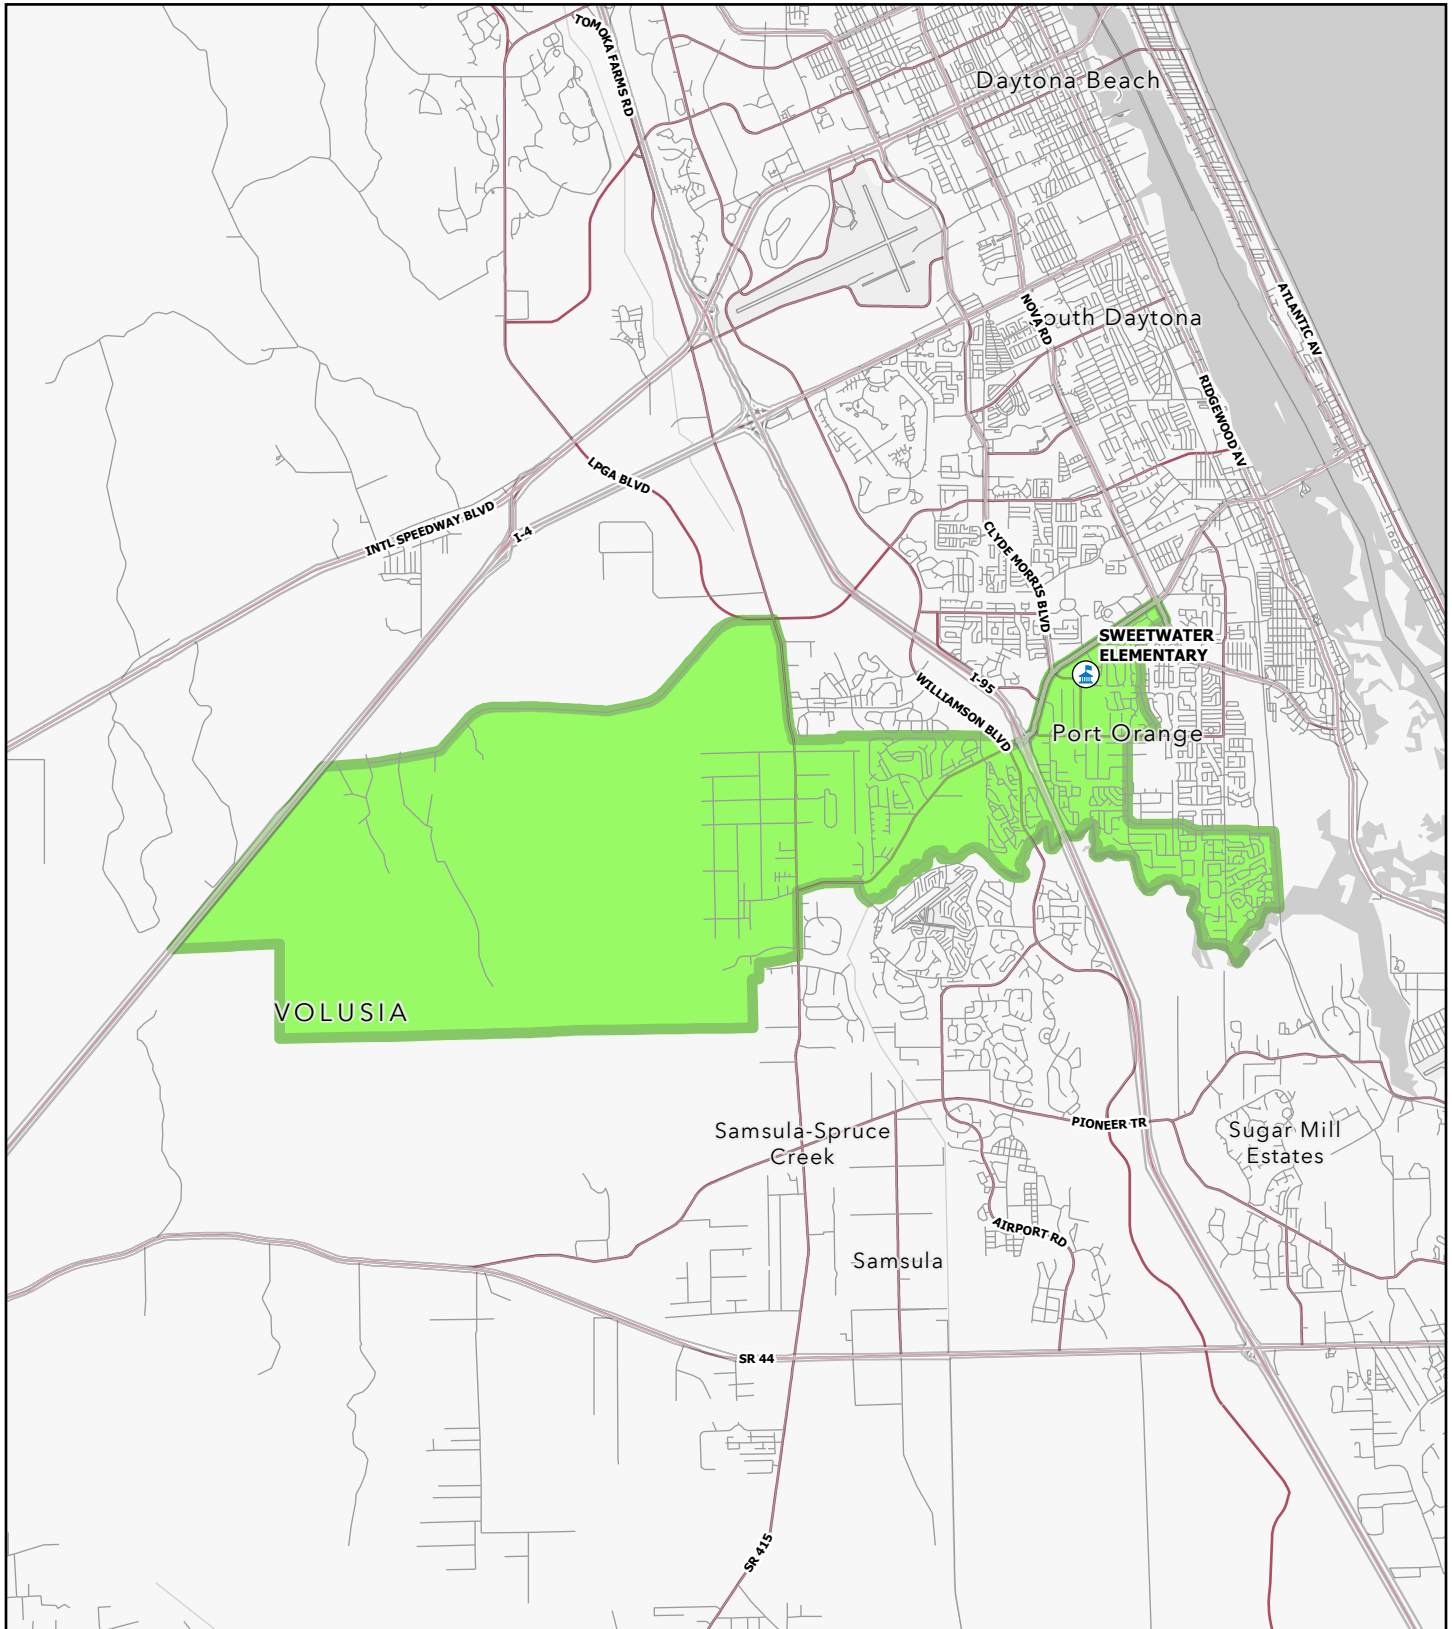 TOMOKA FARMS RD
Daytona Beach
NOVA RD
outh Daytona
ATLANTIC AV
RIDGEWOOD AV
LPGA BLVD
INTL SPEEDWAY BLVD
I-4
CLYDE MORRIS BLVD
SWEETWATER
ELEMENTARY
I-95
WILLIAMSON BLVD
Port Orange
VOLUSIA
PIONEER TR
Samsula-Spruce
Creek
Sugar Mill
Estates
AIRPORT RD
Samsula
SR 44
SR 415